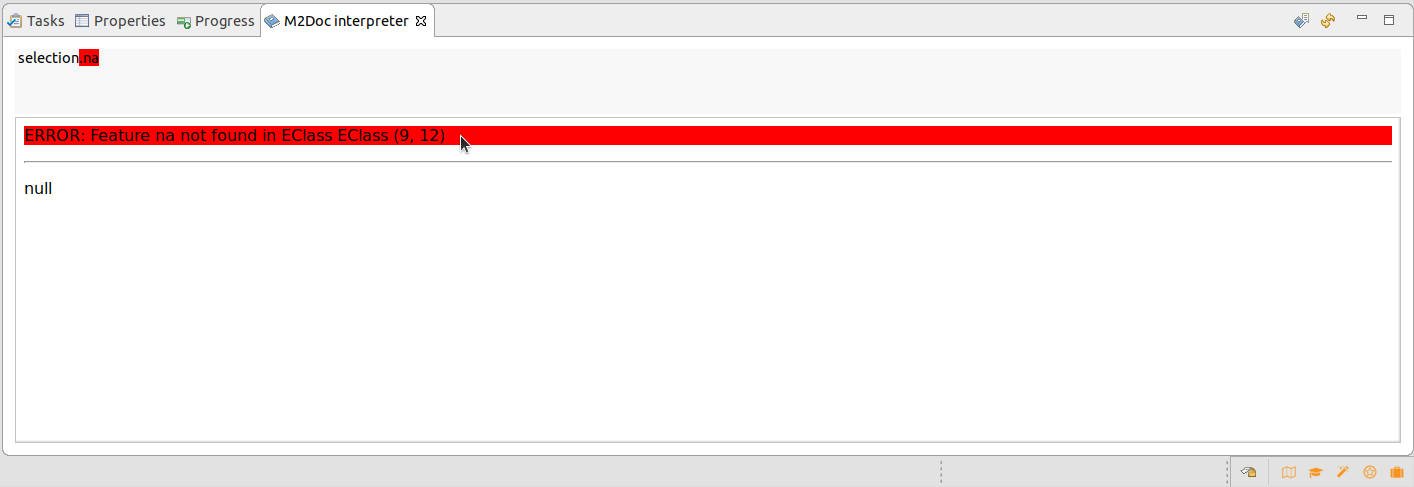 Tasks Properties Progress M2Doc interpreter
selection.na
ERROR: Feature na not found in EClass EClass (9, 12)
null